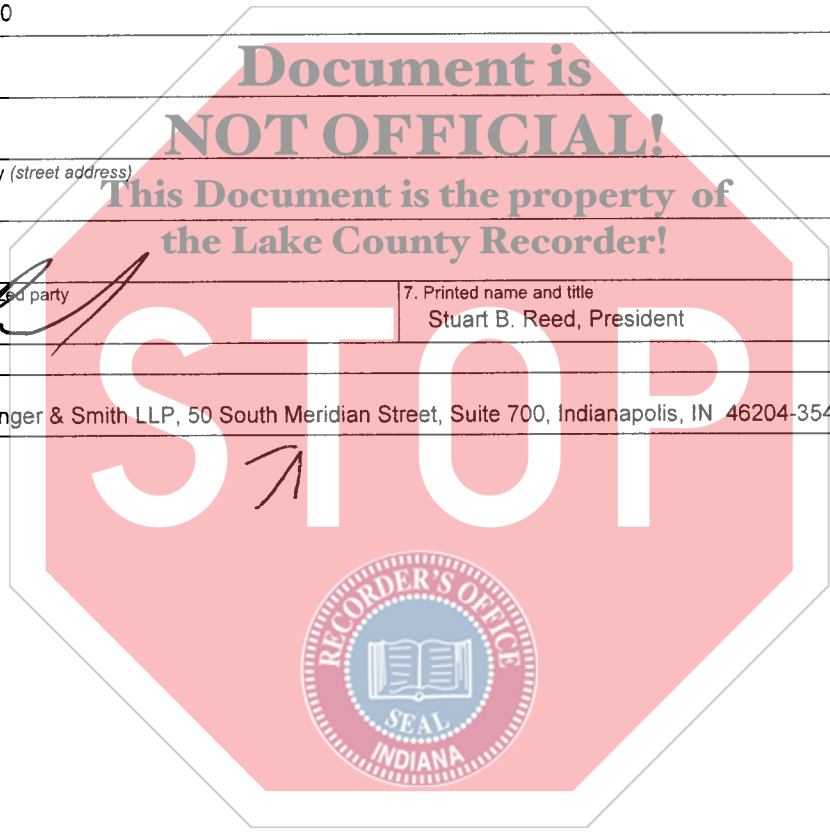 0
Document is
NOT OFFICIAL!
(street address)
This Document is the property of
the Lake County Recorder!
party
7. Printed name and title
Stuart B. Reed, President
STOP
nger & Smith LLP, 50 South Meridian Street, Suite 700, Indianapolis, IN 46204-354
RECORDER'S OFFICE
SEAL
INDIANA